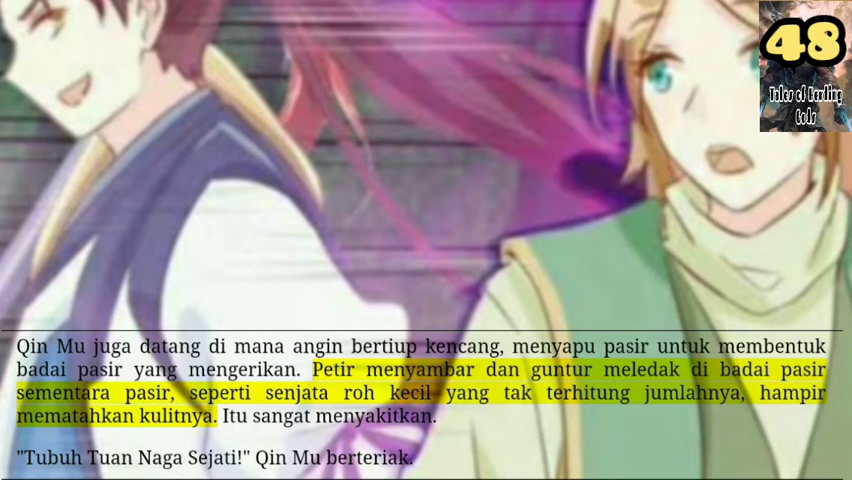 48
Tales of Herding
Gods
Qin Mu juga datang di mana angin bertiup kencang, menyapu pasir untuk membentuk
badai pasir yang mengerikan. Petir menyambar dan guntur meledak di badai pasir
sementara pasir, seperti senjata roh kecil yang tak terhitung jumlahnya, hampir
mematahkan kulitnya. Itu sangat menyakitkan.
"Tubuh Tuan Naga Sejati!" Qin Mu berteriak.